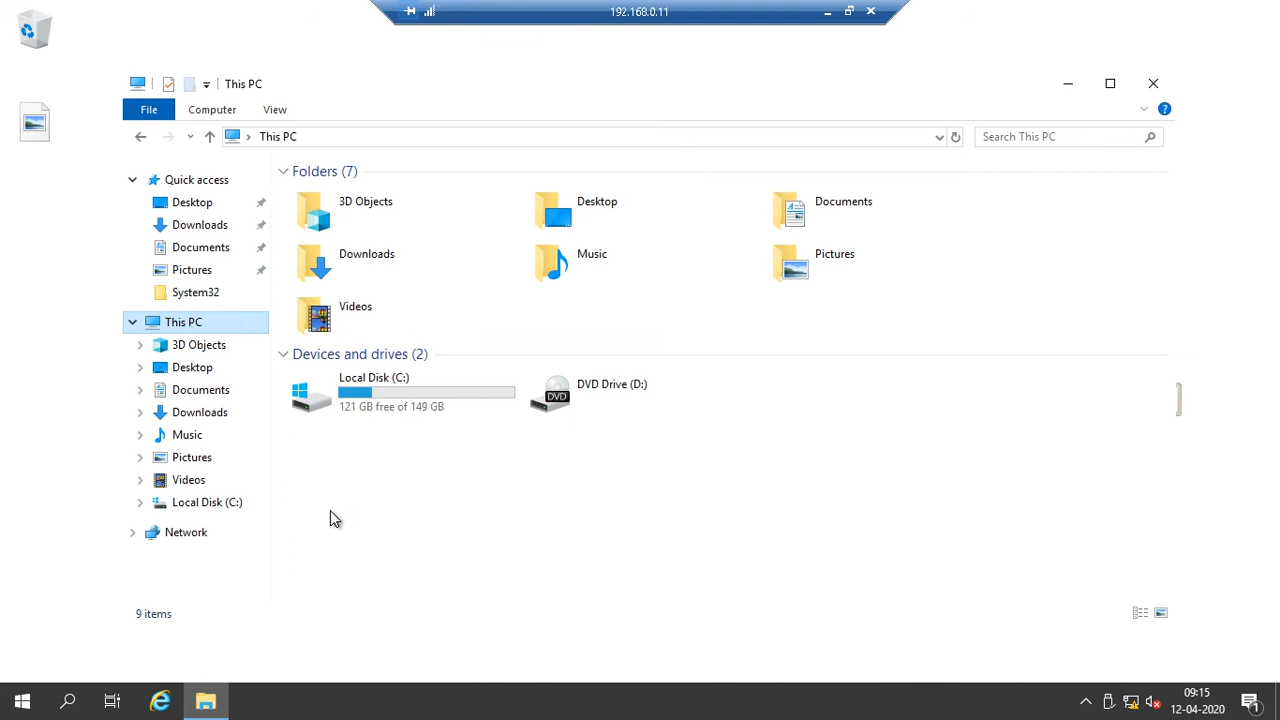 192.168.0.11
This PC
File Computer View
This PC
Search This PC
Quick access
Desktop
Downloads
Documents
Pictures
System32
This PC
3D Objects
Desktop
Documents
Downloads
Music
Pictures
Videos
Local Disk (C:)
Network
Folders (7)
3D Objects
Desktop
Documents
Downloads
Music
Pictures
Videos
Devices and drives (2)
Local Disk (C:)
121 GB free of 149 GB
DVD Drive (D:)
DVD
9 items
09:15
12-04-2020
1